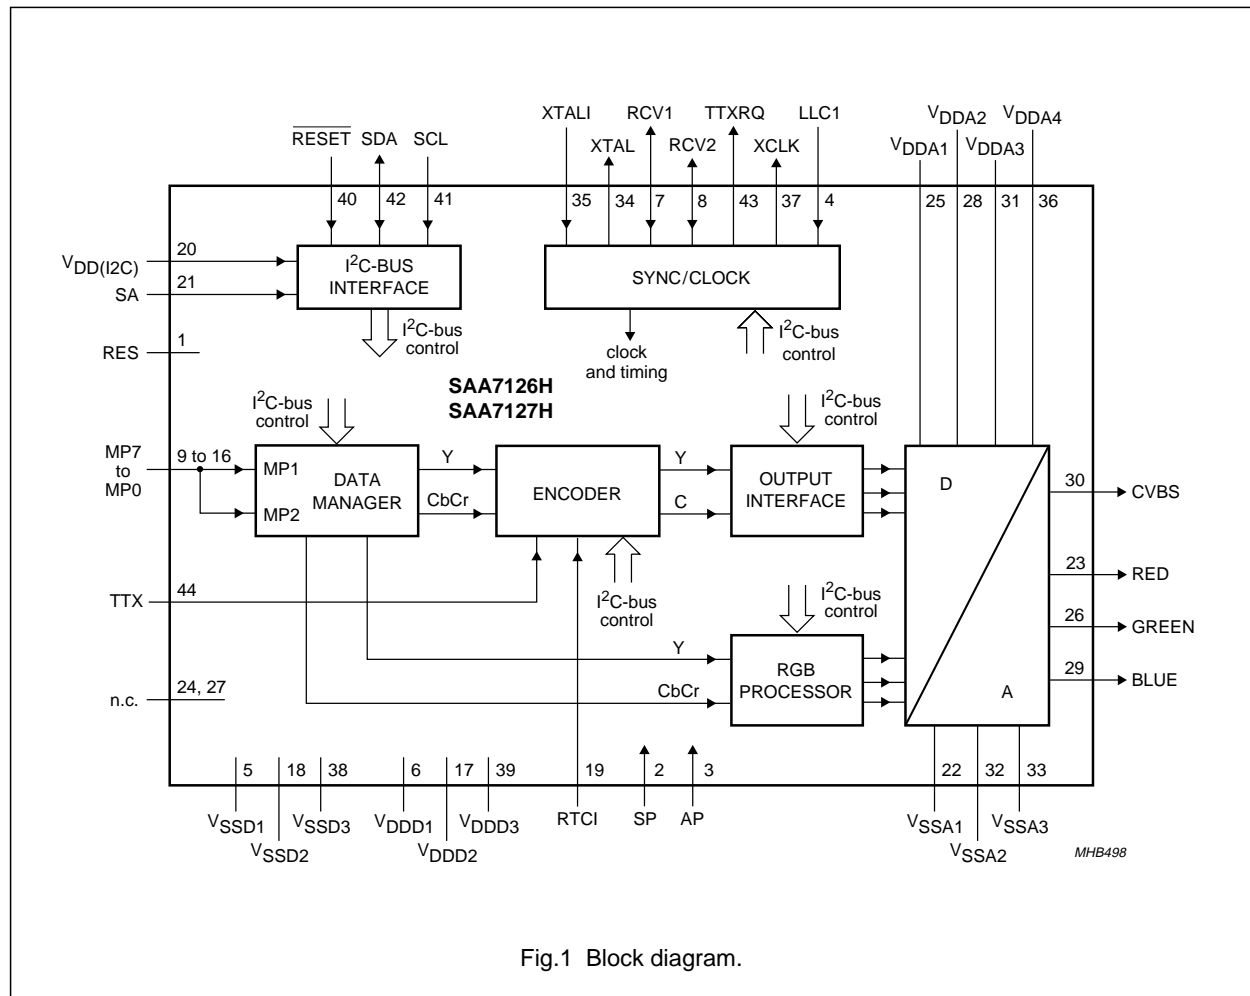 XTALI RCV1 TTXRQ LLC1 VDDA2 VDDA4
RESET SDA SCL XTAL RCV2 XCLK VDDA1 VDDA3
40 42 41 35 34 7 8 43 37 4 25 28 31 36
VDD(I2C) 20
SA 21
I²C-BUS
INTERFACE
SYNC/CLOCK
I²C-bus
control
clock
and timing
I²C-bus
control
RES 1
SAA7126H
SAA7127H
I²C-bus
control
I²C-bus
control
MP7
to
MP0
9 to 16
MP1
MP2
DATA
MANAGER
Y
CbCr
ENCODER
Y
C
OUTPUT
INTERFACE
D
A
30 CVBS
23 RED
26 GREEN
29 BLUE
I²C-bus
control
I²C-bus
control
TTX 44
Y
CbCr
RGB
PROCESSOR
n.c. 24, 27
5 18 38 6 17 39 19 2 3 22 32 33
VSSD1 VSSD3 VDDD1 VDDD3 RTCI SP AP VSSA1 VSSA3
VSSD2 VDDD2 VSSA2
MHB498
Fig.1 Block diagram.